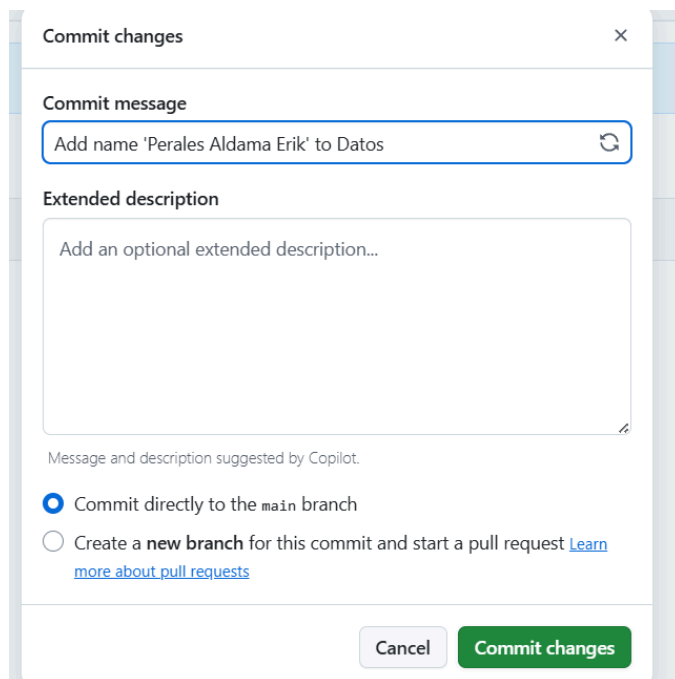 Commit changes
Commit message
Add name 'Perales Aldama Erik' to Datos
Extended description
Add an optional extended description...
Message and description suggested by Copilot.
Commit directly to the main branch
Create a new branch for this commit and start a pull request Learn
more about pull requests
Cancel Commit changes